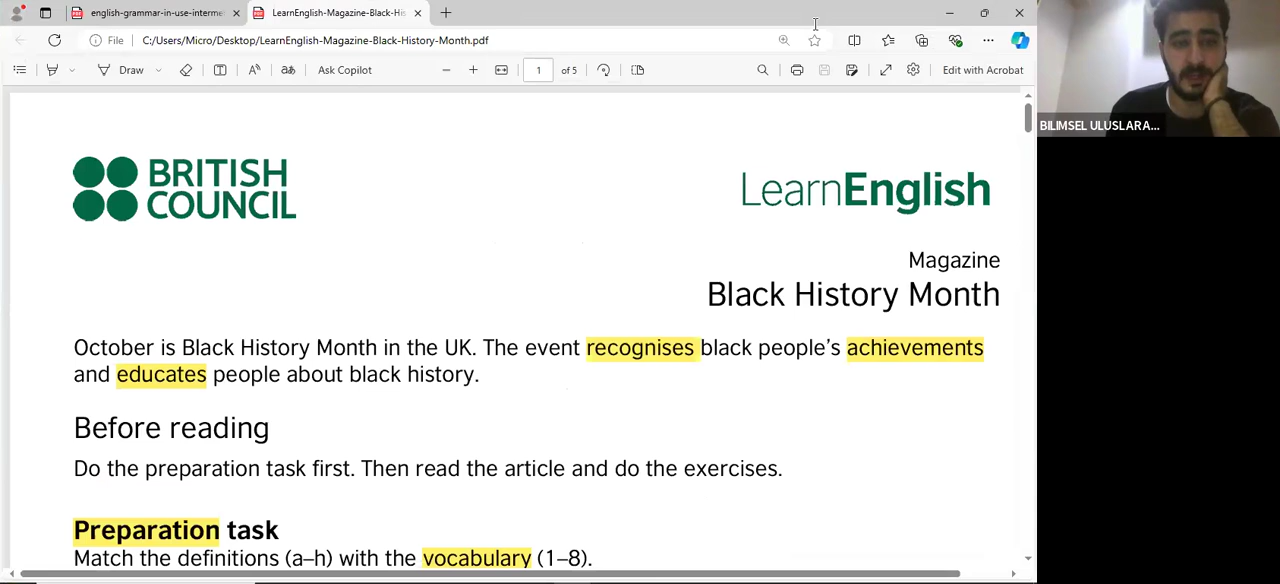 english-grammar-in-use-interme
LearnEnglish-Magazine-Black-His
File
C:/Users/Micro/Desktop/LearnEnglish-Magazine-Black-History-Month.pdf
Draw
Ask Copilot
1
of 5
Edit with Acrobat
BRITISH
COUNCIL
LearnEnglish
Magazine
Black History Month
October is Black History Month in the UK. The event recognises black people's achievements
and educates people about black history.
Before reading
Do the preparation task first. Then read the article and do the exercises.
Preparation task
Match the definitions (a–h) with the vocabulary (1–8).
BILIMSEL ULUSLARA...